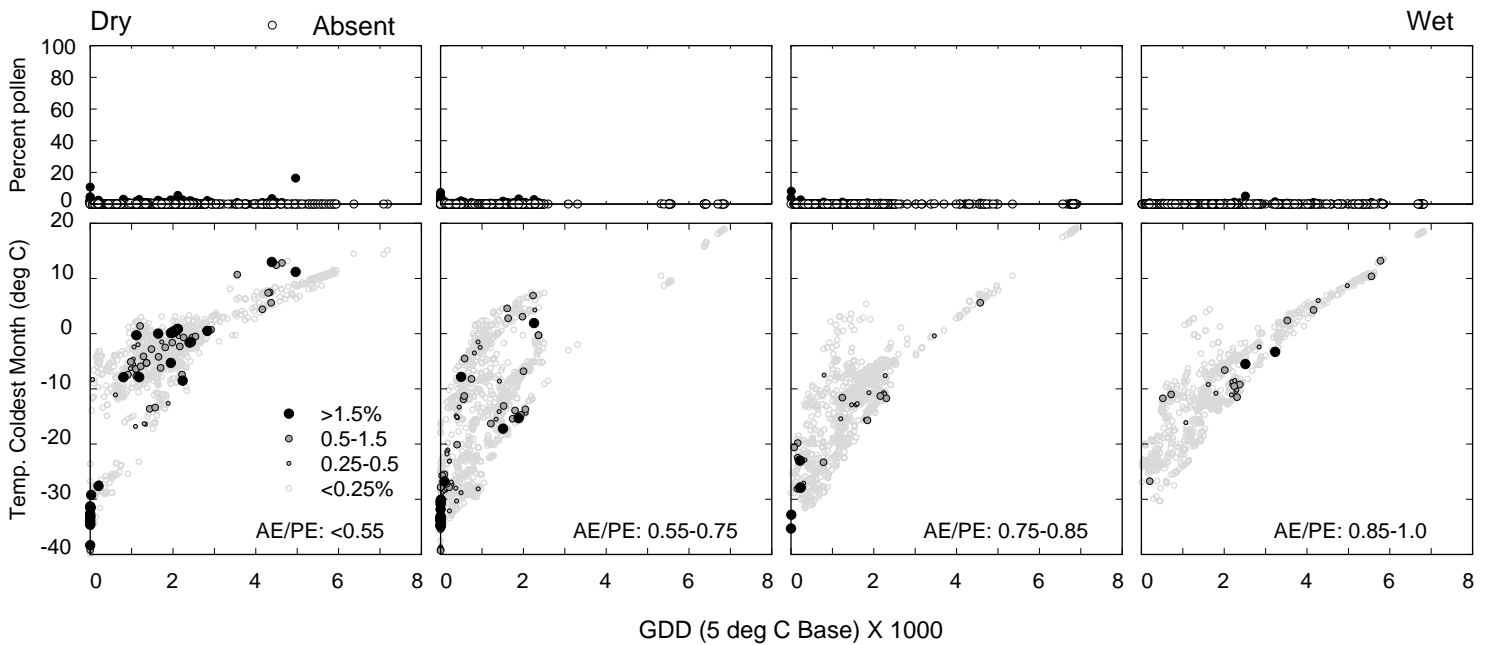 Dry
Absent
Wet
Percent pollen
100
80
60
40
20
0
0
0
0
20
10
0
-10
-20
-30
-40
Temp. Coldest Month (deg C)
>1.5%
0.5-1.5
0.25-0.5
<0.25%
AE/PE: <0.55
AE/PE: 0.55-0.75
AE/PE: 0.75-0.85
AE/PE: 0.85-1.0
0 2 4 6 8
0 2 4 6 8
0 2 4 6 8
0 2 4 6 8
GDD (5 deg C Base) X 1000